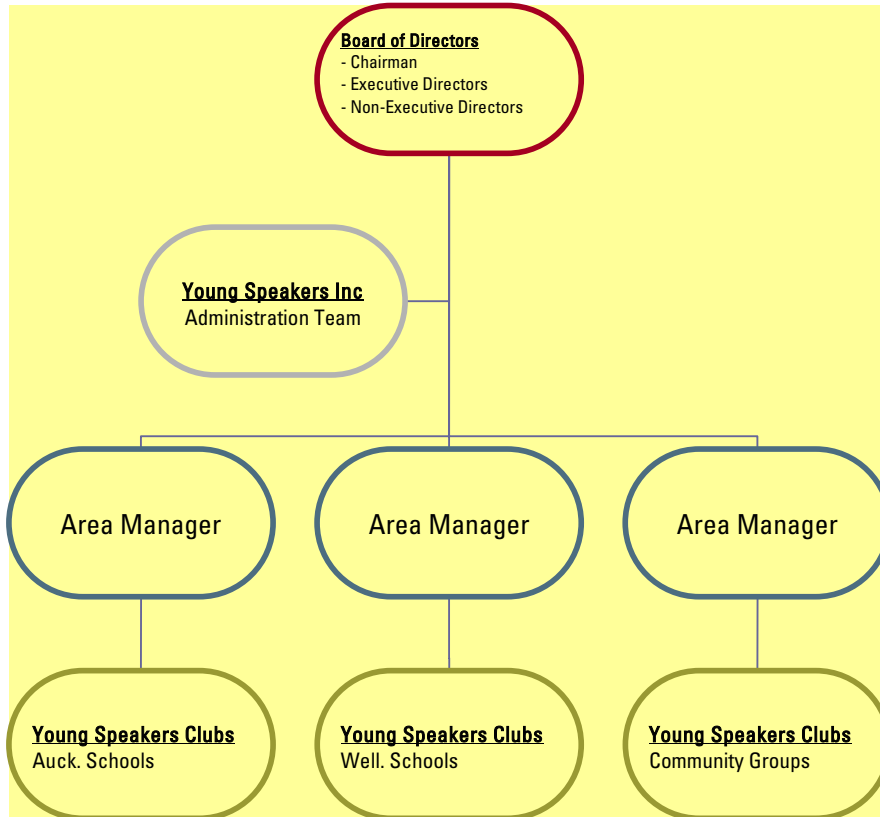 Board of Directors
- Chairman
- Executive Directors
- Non-Executive Directors
Young Speakers Inc
Administration Team
Area Manager
Area Manager
Area Manager
Young Speakers Clubs
Auck. Schools
Young Speakers Clubs
Well. Schools
Young Speakers Clubs
Community Groups